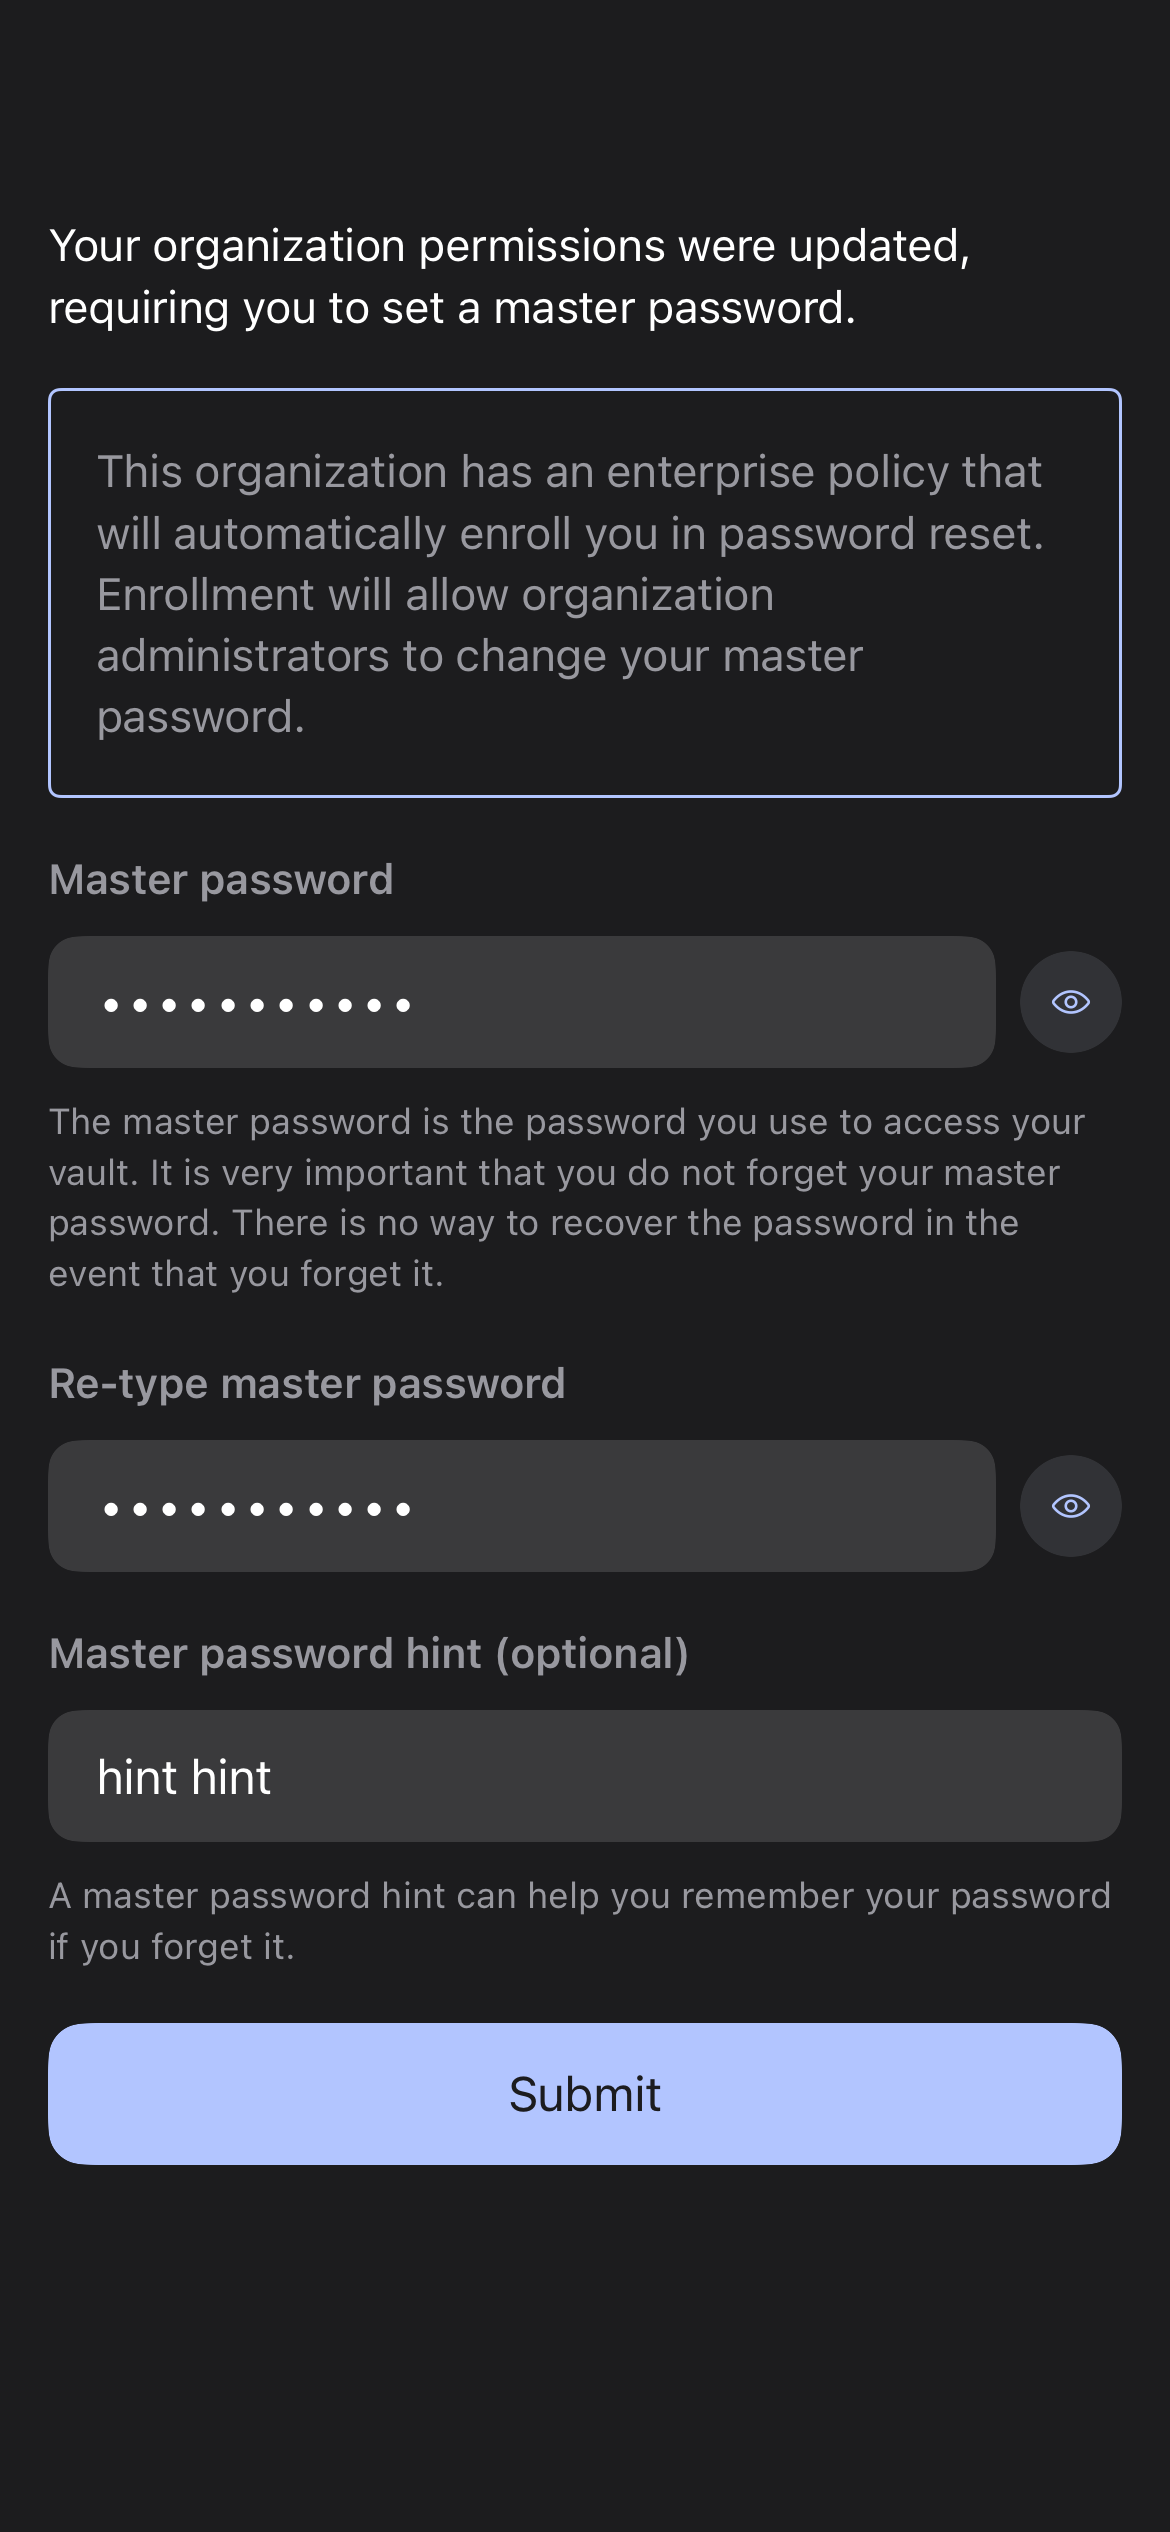 Your organization permissions were updated,
requiring you to set a master password.
This organization has an enterprise policy that
will automatically enroll you in password reset.
Enrollment will allow organization
administrators to change your master
password.
Master password
•••••••••••
The master password is the password you use to access your
vault. It is very important that you do not forget your master
password. There is no way to recover the password in the
event that you forget it.
Re-type master password
•••••••••••
Master password hint (optional)
hint hint
A master password hint can help you remember your password
if you forget it.
Submit